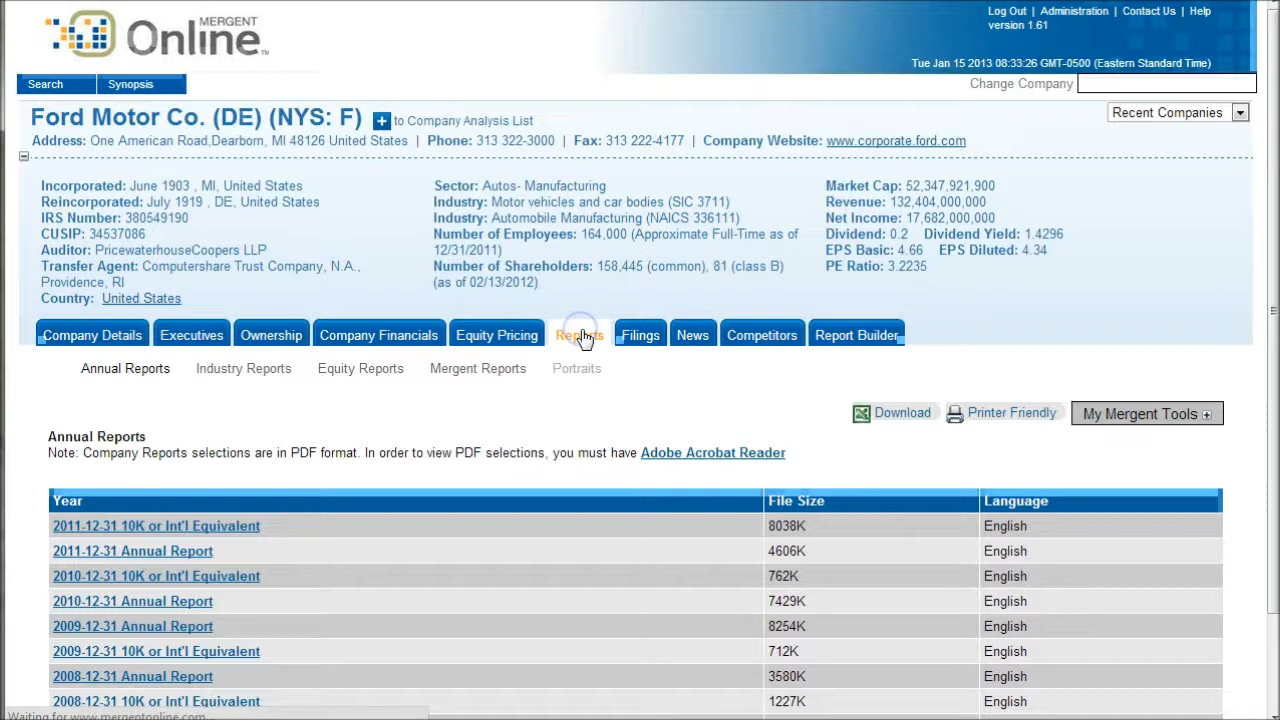 MERGENT
Online™
Log Out | Administration | Contact Us | Help
version 1.61
Tue Jan 15 2013 08:33:26 GMT-0500 (Eastern Standard Time)
Search Synopsis
Change Company
Ford Motor Co. (DE) (NYS: F) + to Company Analysis List
Recent Companies
Address: One American Road,Dearborn, MI 48126 United States | Phone: 313 322-3000 | Fax: 313 222-4177 | Company Website: www.corporate.ford.com
Incorporated: June 1903 , MI, United States
Reincorporated: July 1919 , DE, United States
IRS Number: 380549190
CUSIP: 34537086
Auditor: PricewaterhouseCoopers LLP
Transfer Agent: Computershare Trust Company, N.A.,
Providence, RI
Country: United States
Sector: Autos- Manufacturing
Industry: Motor vehicles and car bodies (SIC 3711)
Industry: Automobile Manufacturing (NAICS 336111)
Number of Employees: 164,000 (Approximate Full-Time as of
12/31/2011)
Number of Shareholders: 158,445 (common), 81 (class B)
(as of 02/13/2012)
Market Cap: 52,347,921,900
Revenue: 132,404,000,000
Net Income: 17,682,000,000
Dividend: 0.2 Dividend Yield: 1.4296
EPS Basic: 4.66 EPS Diluted: 4.34
PE Ratio: 3.2235
Company Details Executives Ownership Company Financials Equity Pricing Reports Filings News Competitors Report Builder
Annual Reports Industry Reports Equity Reports Mergent Reports Portraits
Download Printer Friendly My Mergent Tools +
Annual Reports
Note: Company Reports selections are in PDF format. In order to view PDF selections, you must have Adobe Acrobat Reader
Year File Size Language
2011-12-31 10K or Int'l Equivalent 8038K English
2011-12-31 Annual Report 4606K English
2010-12-31 10K or Int'l Equivalent 762K English
2010-12-31 Annual Report 7429K English
2009-12-31 Annual Report 8254K English
2009-12-31 10K or Int'l Equivalent 712K English
2008-12-31 Annual Report 3580K English
2008-12-31 10K or Int'l Equivalent 1227K English
Waiting for www.mergentonline.com...